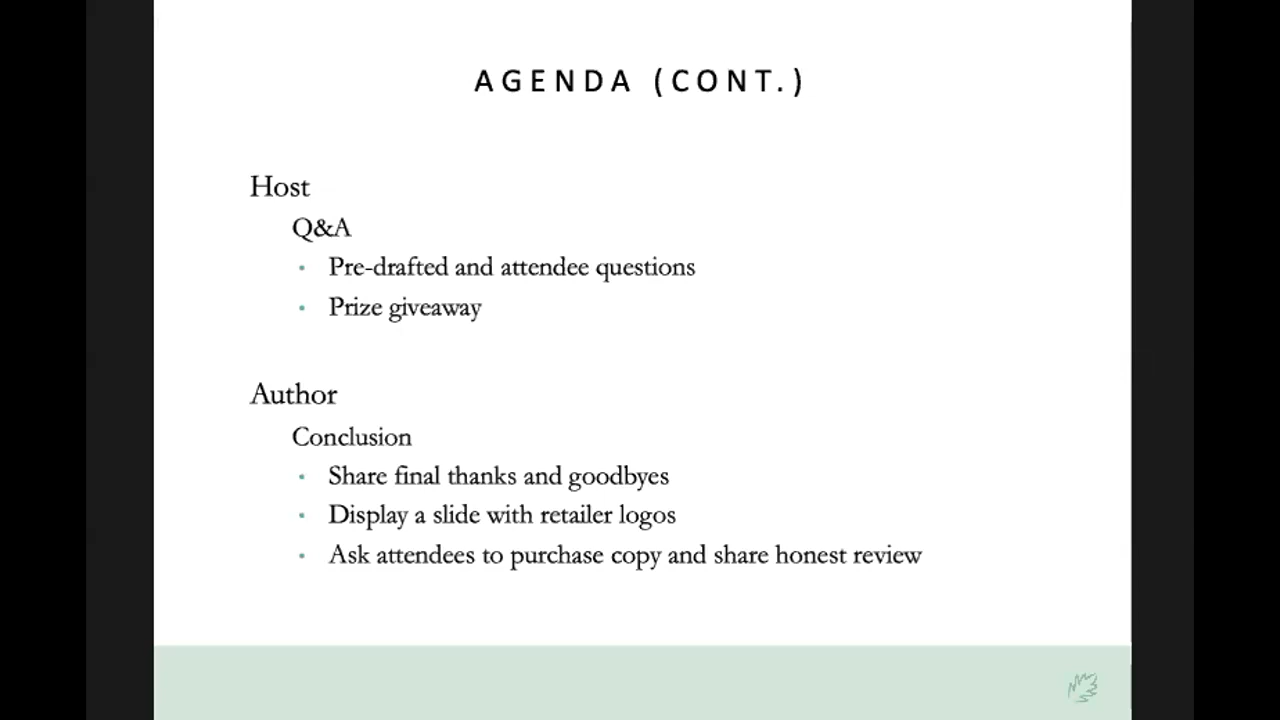 AGENDA (CONT.)
Host
Q&A
• Pre-drafted and attendee questions
• Prize giveaway
Author
Conclusion
• Share final thanks and goodbyes
• Display a slide with retailer logos
• Ask attendees to purchase copy and share honest review